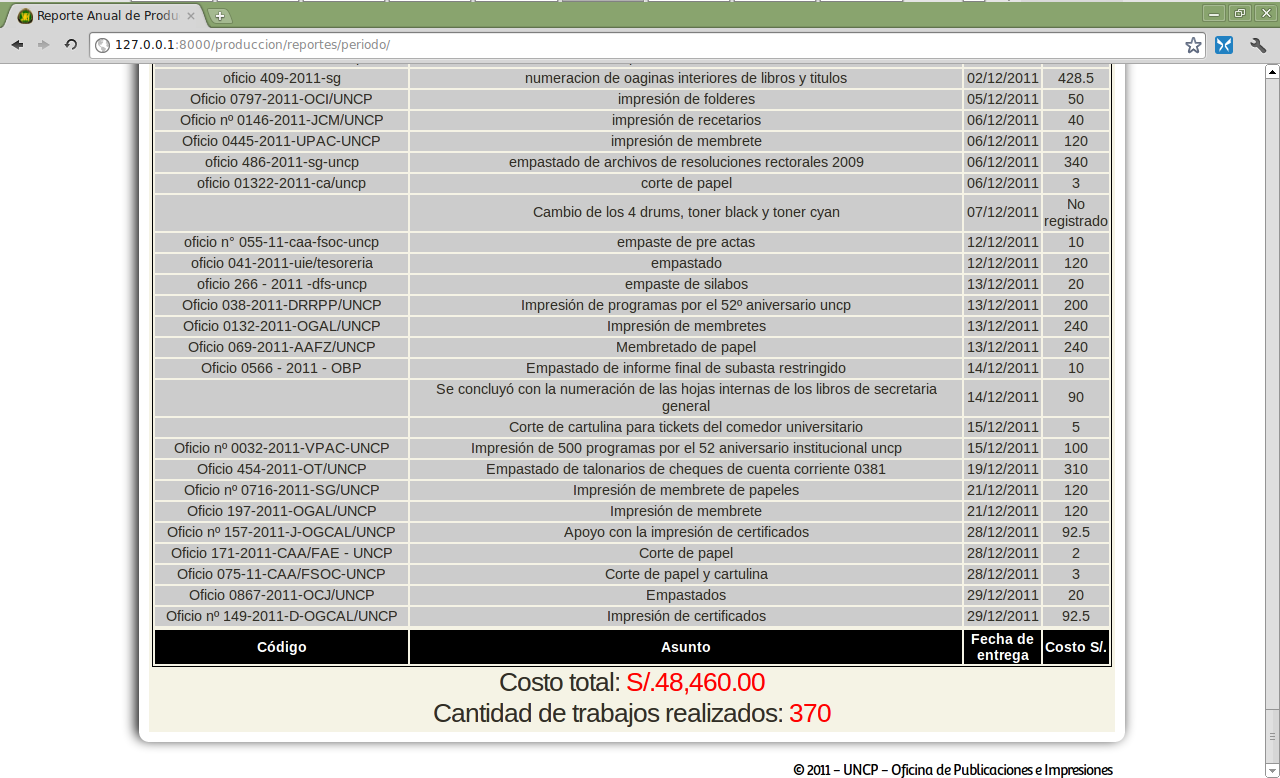 Reporte Anual de Produ
127.0.0.1:8000/produccion/reportes/periodo/
oficio 409-2011-sg numeracion de oaginas interiores de libros y titulos 02/12/2011 428.5
Oficio 0797-2011-OCI/UNCP impresión de folderes 05/12/2011 50
Oficio nº 0146-2011-JCM/UNCP impresión de recetarios 06/12/2011 40
Oficio 0445-2011-UPAC-UNCP impresión de membrete 06/12/2011 120
oficio 486-2011-sg-uncp empastado de archivos de resoluciones rectorales 2009 06/12/2011 340
oficio 01322-2011-ca/uncp corte de papel 06/12/2011 3
Cambio de los 4 drums, toner black y toner cyan 07/12/2011 No
registrado
oficio n° 055-11-caa-fsoc-uncp empaste de pre actas 12/12/2011 10
oficio 041-2011-uie/tesoreria empastado 12/12/2011 120
oficio 266 - 2011 -dfs-uncp empaste de silabos 13/12/2011 20
Oficio 038-2011-DRRPP/UNCP Impresión de programas por el 52º aniversario uncp 13/12/2011 200
Oficio 0132-2011-OGAL/UNCP Impresión de membretes 13/12/2011 240
Oficio 069-2011-AAFZ/UNCP Membretado de papel 13/12/2011 240
Oficio 0566 - 2011 - OBP Empastado de informe final de subasta restringido 14/12/2011 10
Se concluyó con la numeración de las hojas internas de los libros de secretaria
general 14/12/2011 90
Corte de cartulina para tickets del comedor universitario 15/12/2011 5
Oficio nº 0032-2011-VPAC-UNCP Impresión de 500 programas por el 52 aniversario institucional uncp 15/12/2011 100
Oficio 454-2011-OT/UNCP Empastado de talonarios de cheques de cuenta corriente 0381 19/12/2011 310
Oficio nº 0716-2011-SG/UNCP Impresión de membrete de papeles 21/12/2011 120
Oficio 197-2011-OGAL/UNCP Impresión de membrete 21/12/2011 120
Oficio nº 157-2011-J-OGCAL/UNCP Apoyo con la impresión de certificados 28/12/2011 92.5
Oficio 171-2011-CAA/FAE - UNCP Corte de papel 28/12/2011 2
Oficio 075-11-CAA/FSOC-UNCP Corte de papel y cartulina 28/12/2011 3
Oficio 0867-2011-OCJ/UNCP Empastados 29/12/2011 20
Oficio nº 149-2011-D-OGCAL/UNCP Impresión de certificados 29/12/2011 92.5
Código Asunto Fecha de
entrega Costo S/.
Costo total: S/.48,460.00
Cantidad de trabajos realizados: 370
© 2011 – UNCP – Oficina de Publicaciones e Impresiones